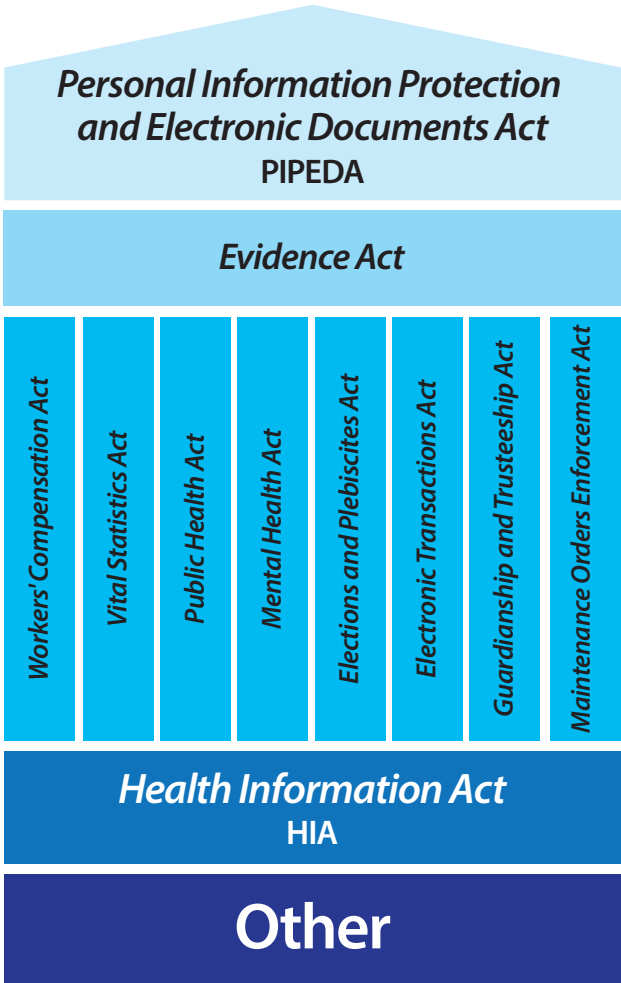 Personal Information Protection
and Electronic Documents Act
PIPEDA
Evidence Act
Workers' Compensation Act
Vital Statistics Act
Public Health Act
Mental Health Act
Elections and Plebiscites Act
Electronic Transactions Act
Guardianship and Trusteeship Act
Maintenance Orders Enforcement Act
Health Information Act
HIA
Other